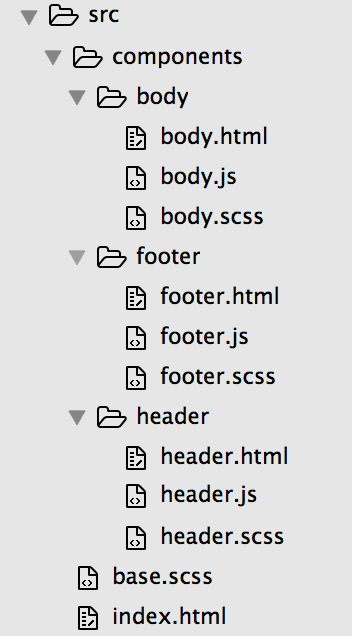 src
components
body
body.html
body.js
body.scss
footer
footer.html
footer.js
footer.scss
header
header.html
header.js
header.scss
base.scss
index.html